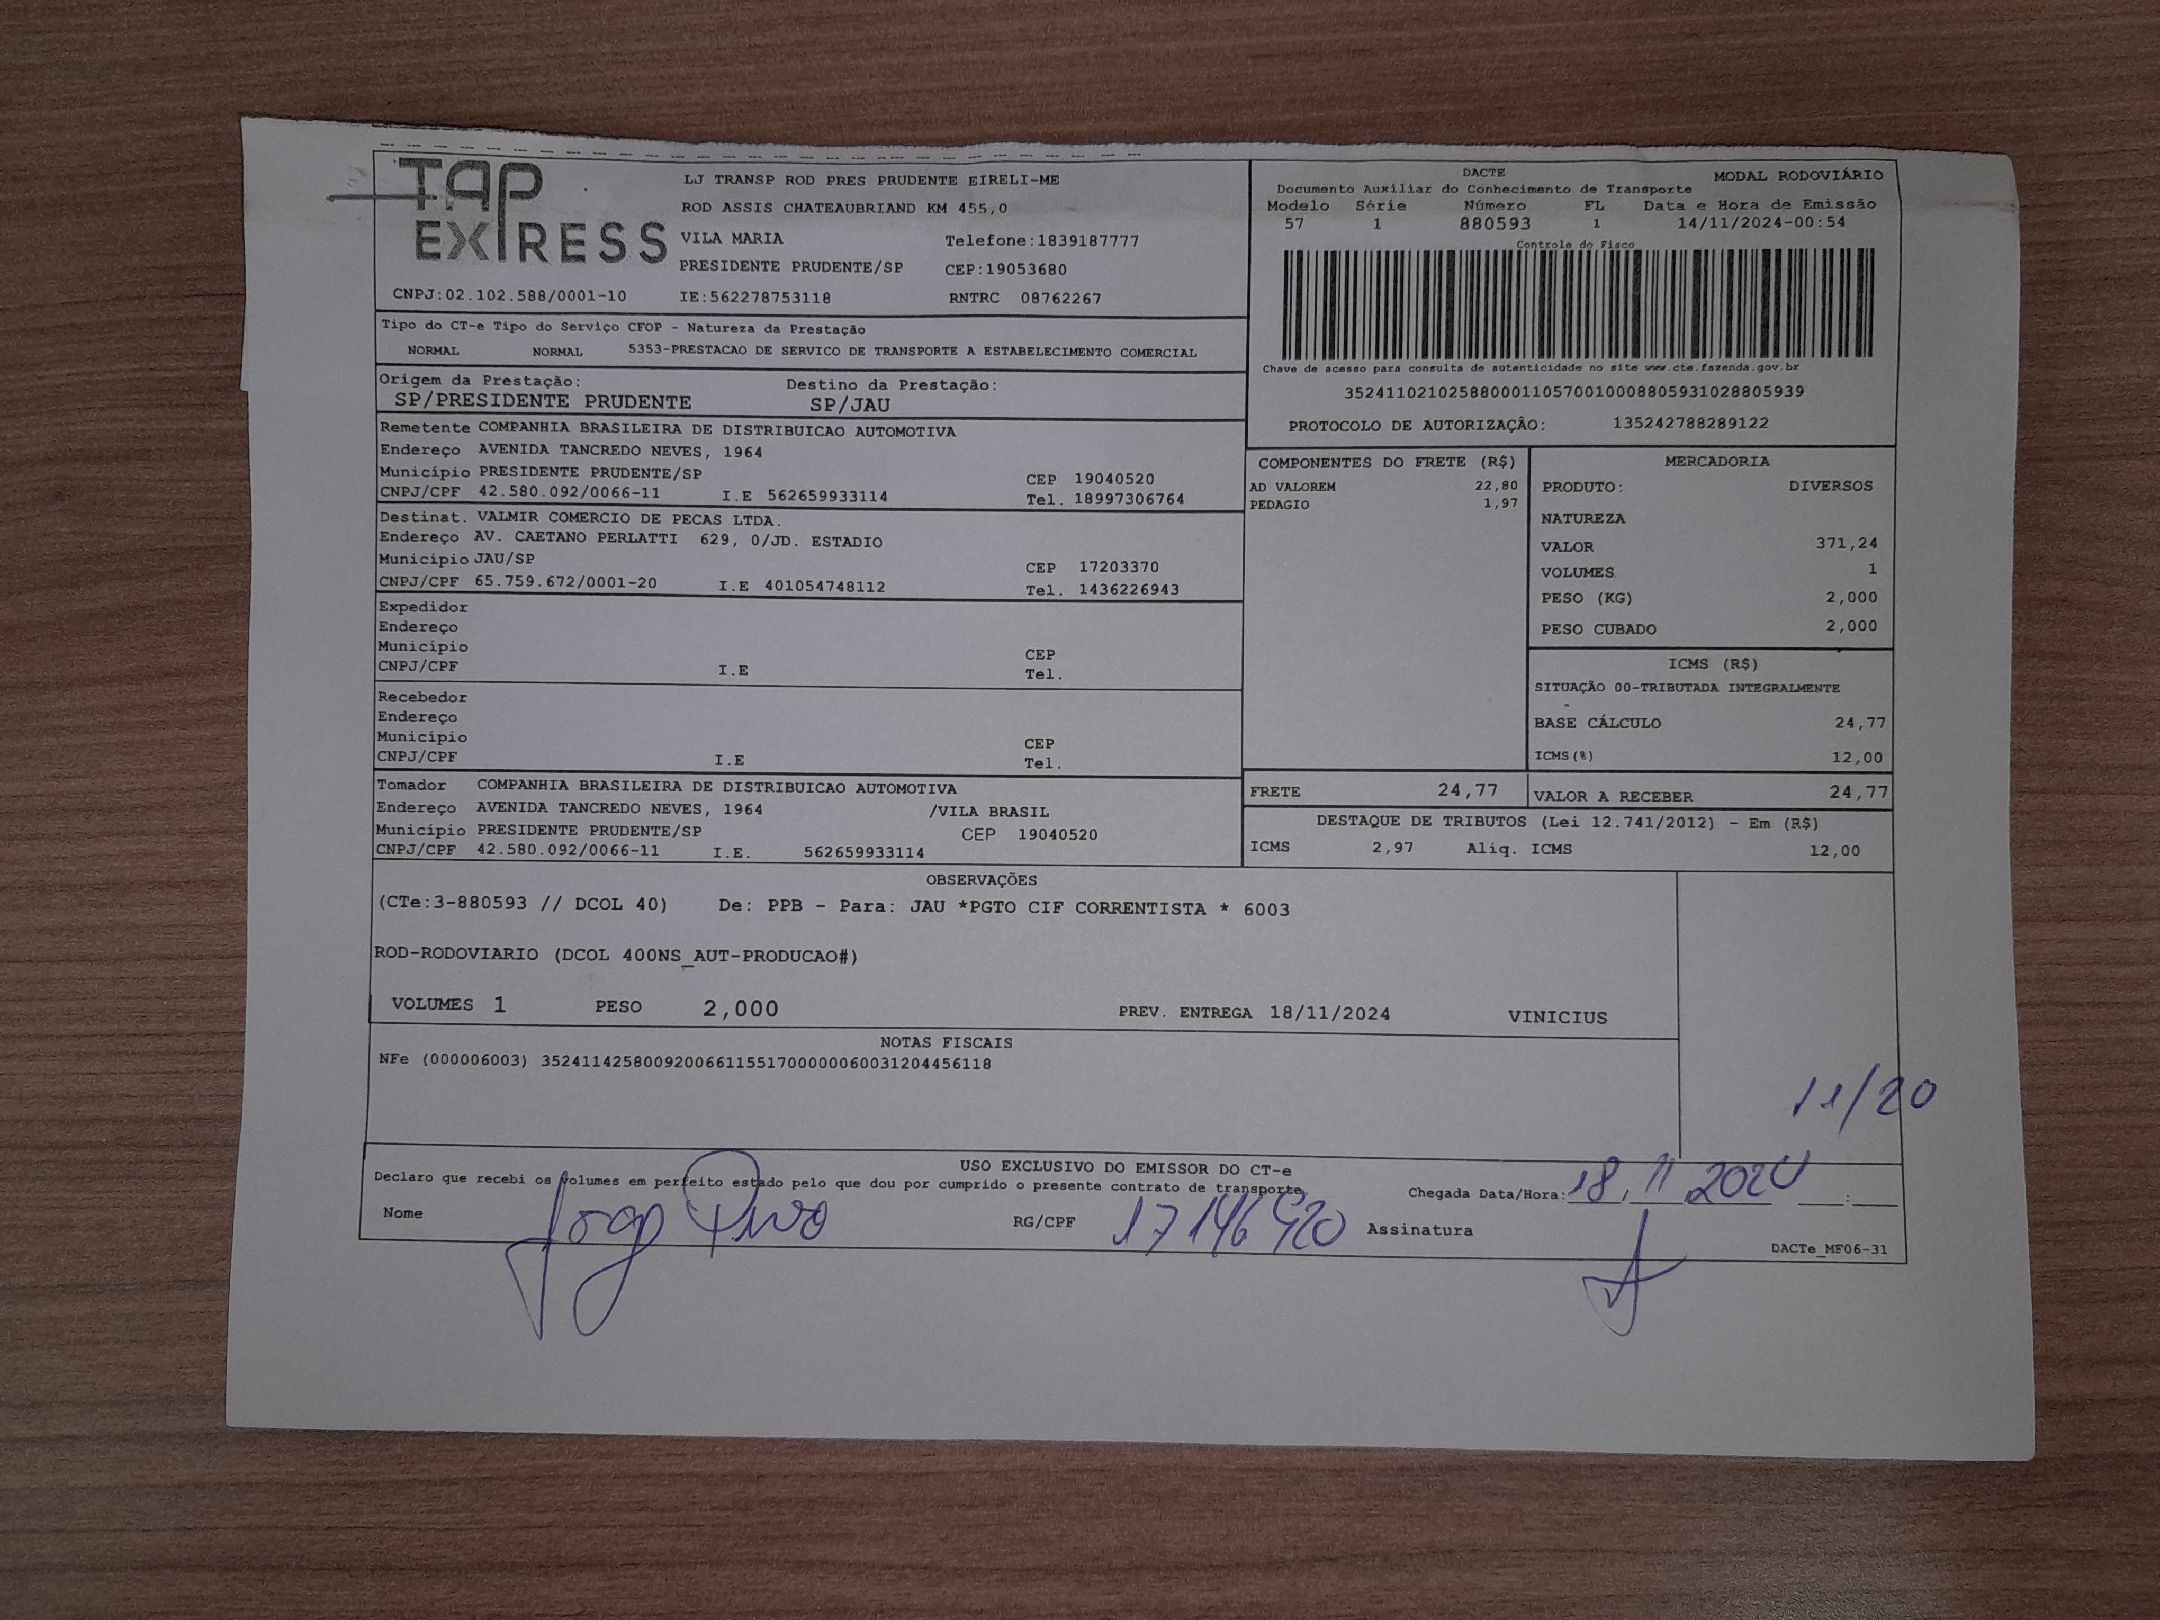 TAP EXPRESS
LJ TRANSP ROD PRES PRUDENTE EIRELI-ME
ROD ASSIS CHATEAUBRIAND KM 455,0
VILA MARIA Telefone:1839187777
PRESIDENTE PRUDENTE/SP CEP:19053680
CNPJ:02.102.588/0001-10 IE:562278753118 RNTRC 08762267
DACTE MODAL RODOVIÁRIO
Documento Auxiliar do Conhecimento de Transporte
Modelo Série Número FL Data e Hora de Emissão
57 1 880593 1 14/11/2024-00:54
Controle do Fisco
Chave de acesso para consulta de autenticidade no site www.cte.fazenda.gov.br
35241102102588000110570010008805931028805939
PROTOCOLO DE AUTORIZAÇÃO: 135242788289122
Tipo do CT-e Tipo do Serviço CFOP - Natureza da Prestação
NORMAL NORMAL 5353-PRESTACAO DE SERVICO DE TRANSPORTE A ESTABELECIMENTO COMERCIAL
Origem da Prestação: Destino da Prestação:
SP/PRESIDENTE PRUDENTE SP/JAU
Remetente COMPANHIA BRASILEIRA DE DISTRIBUICAO AUTOMOTIVA
Endereço AVENIDA TANCREDO NEVES, 1964
Município PRESIDENTE PRUDENTE/SP CEP 19040520
CNPJ/CPF 42.580.092/0066-11 I.E 562659933114 Tel. 18997306764
Destinat. VALMIR COMERCIO DE PECAS LTDA.
Endereço AV. CAETANO PERLATTI 629, 0/JD. ESTADIO
Município JAU/SP CEP 17203370
CNPJ/CPF 65.759.672/0001-20 I.E 401054748112 Tel. 1436226943
Expedidor
Endereço
Município CEP
CNPJ/CPF I.E Tel.
Recebedor
Endereço
Município CEP
CNPJ/CPF I.E Tel.
Tomador COMPANHIA BRASILEIRA DE DISTRIBUICAO AUTOMOTIVA
Endereço AVENIDA TANCREDO NEVES, 1964 /VILA BRASIL
Município PRESIDENTE PRUDENTE/SP CEP 19040520
CNPJ/CPF 42.580.092/0066-11 I.E. 562659933114
COMPONENTES DO FRETE (R$)
AD VALOREM 22,80
PEDAGIO 1,97
MERCADORIA
PRODUTO: DIVERSOS
NATUREZA
VALOR 371,24
VOLUMES 1
PESO (KG) 2,000
PESO CUBADO 2,000
ICMS (R$)
SITUAÇÃO 00-TRIBUTADA INTEGRALMENTE
BASE CÁLCULO 24,77
ICMS(%) 12,00
FRETE 24,77 VALOR A RECEBER 24,77
DESTAQUE DE TRIBUTOS (Lei 12.741/2012) - Em (R$)
ICMS 2,97 Aliq. ICMS 12,00
OBSERVAÇÕES
(CTe:3-880593 // DCOL 40) De: PPB - Para: JAU *PGTO CIF CORRENTISTA * 6003
ROD-RODOVIARIO (DCOL 400NS_AUT-PRODUCAO#)
VOLUMES 1 PESO 2,000 PREV. ENTREGA 18/11/2024 VINICIUS
NOTAS FISCAIS
NFe (000006003) 35241142580092006611551700000060031204456118
11/20
USO EXCLUSIVO DO EMISSOR DO CT-e
Declaro que recebi os volumes em perfeito estado pelo que dou por cumprido o presente contrato de transporte
Chegada Data/Hora: 18, 11 2024 __:__
Nome RG/CPF 17146920 Assinatura
DACTe_MF06-31